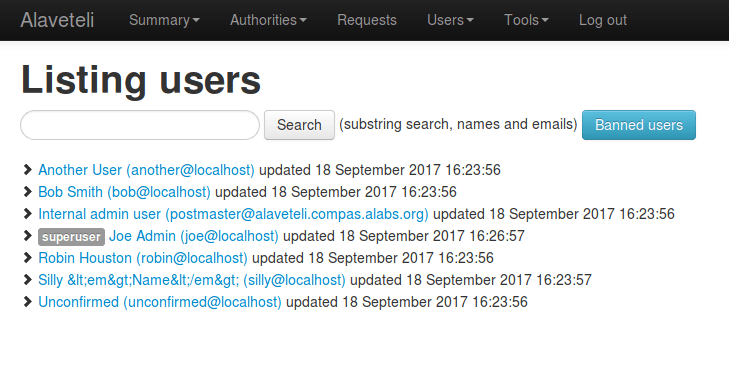 Alaveteli Summary Authorities Requests Users Tools Log out
Listing users
Search (substring search, names and emails) Banned users
Another User (another@localhost) updated 18 September 2017 16:23:56
Bob Smith (bob@localhost) updated 18 September 2017 16:23:56
Internal admin user (postmaster@alaveteli.compas.alabs.org) updated 18 September 2017 16:23:56
superuser Joe Admin (joe@localhost) updated 18 September 2017 16:26:57
Robin Houston (robin@localhost) updated 18 September 2017 16:23:56
Silly &lt;em&gt;Name&lt;/em&gt; (silly@localhost) updated 18 September 2017 16:23:57
Unconfirmed (unconfirmed@localhost) updated 18 September 2017 16:23:56